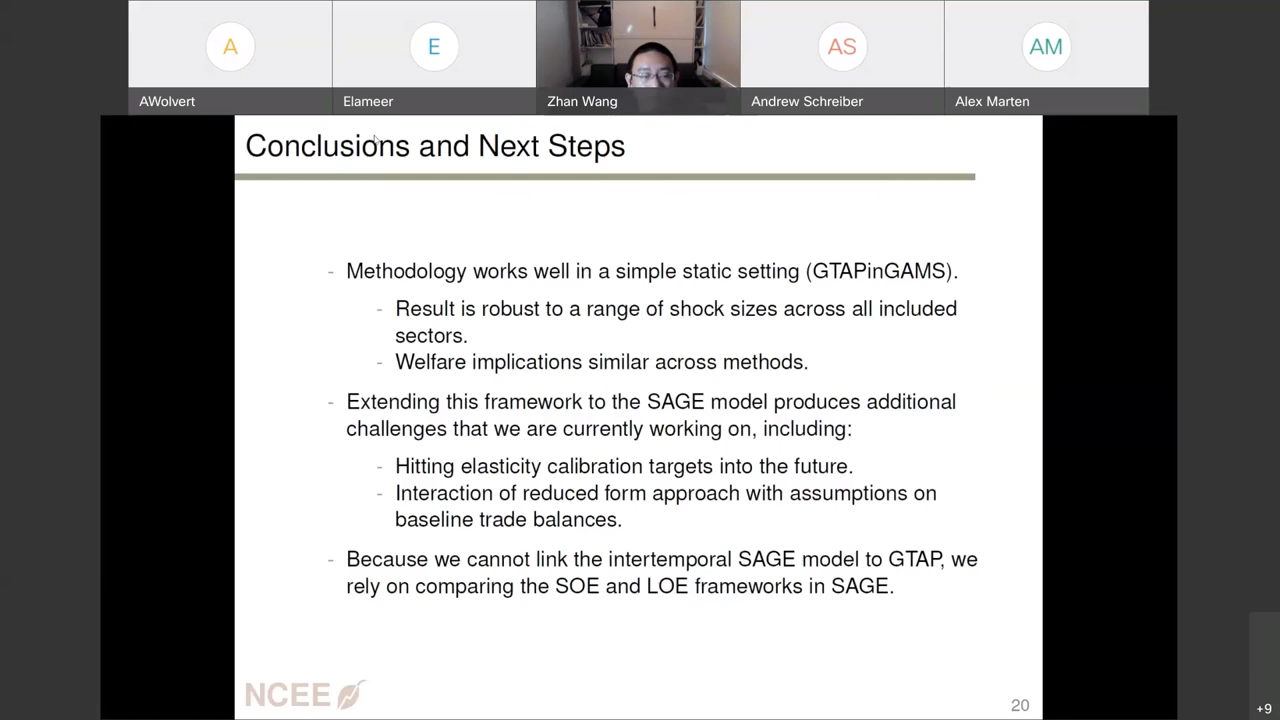 A
E
AS
AM
AWolvert
Elameer
Zhan Wang
Andrew Schreiber
Alex Marten
Conclusions and Next Steps
- Methodology works well in a simple static setting (GTAPinGAMS).
- Result is robust to a range of shock sizes across all included
sectors.
- Welfare implications similar across methods.
- Extending this framework to the SAGE model produces additional
challenges that we are currently working on, including:
- Hitting elasticity calibration targets into the future.
- Interaction of reduced form approach with assumptions on
baseline trade balances.
- Because we cannot link the intertemporal SAGE model to GTAP, we
rely on comparing the SOE and LOE frameworks in SAGE.
NCEE
20
+9